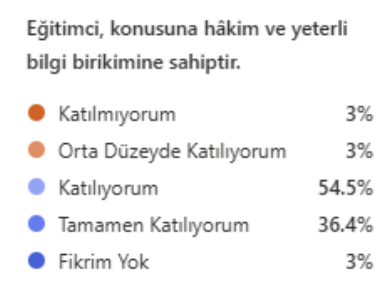 Eğitimci, konusuna hâkim ve yeterli
bilgi birikimine sahiptir.
Katılmıyorum 3%
Orta Düzeyde Katılıyorum 3%
Katılıyorum 54.5%
Tamamen Katılıyorum 36.4%
Fikrim Yok 3%